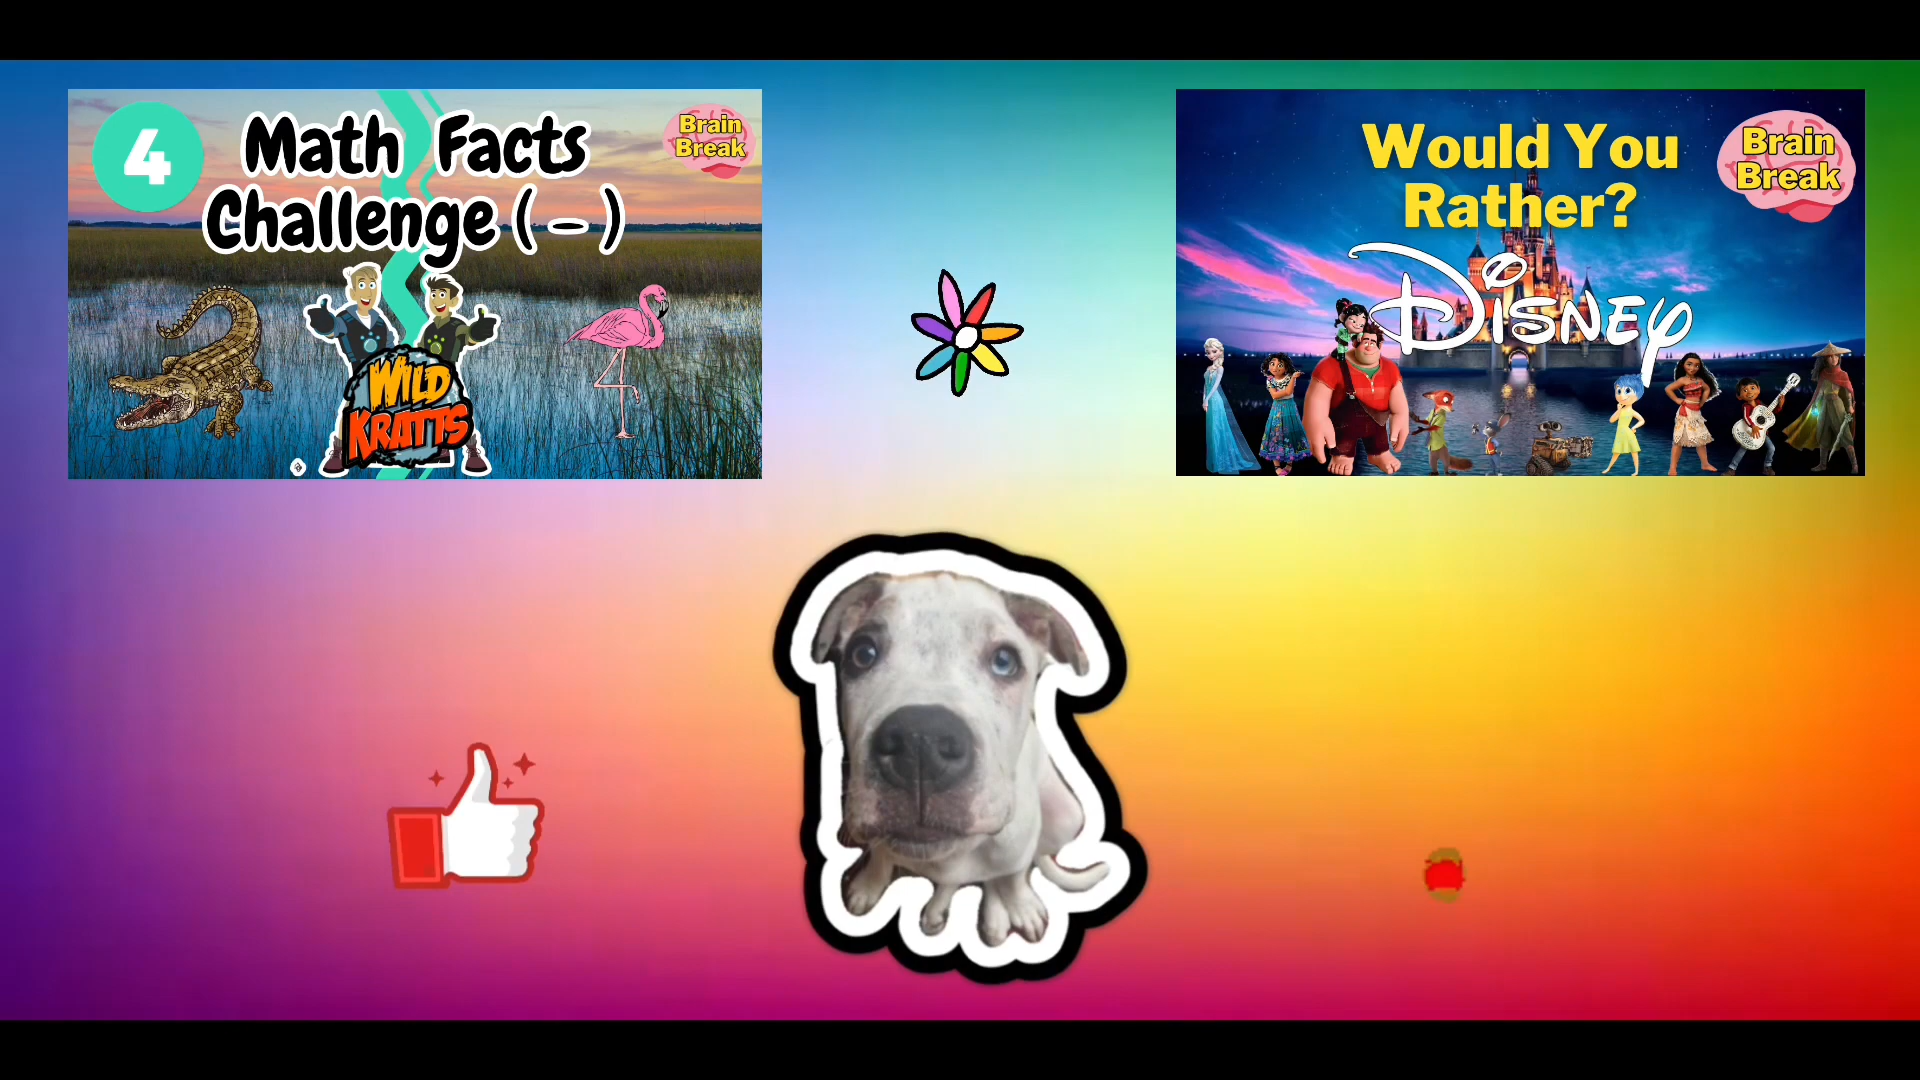 4
Math Facts
Challenge ( - )
Brain
Break
WILD
KRATTS
Would You
Rather?
DISNEY
Brain
Break